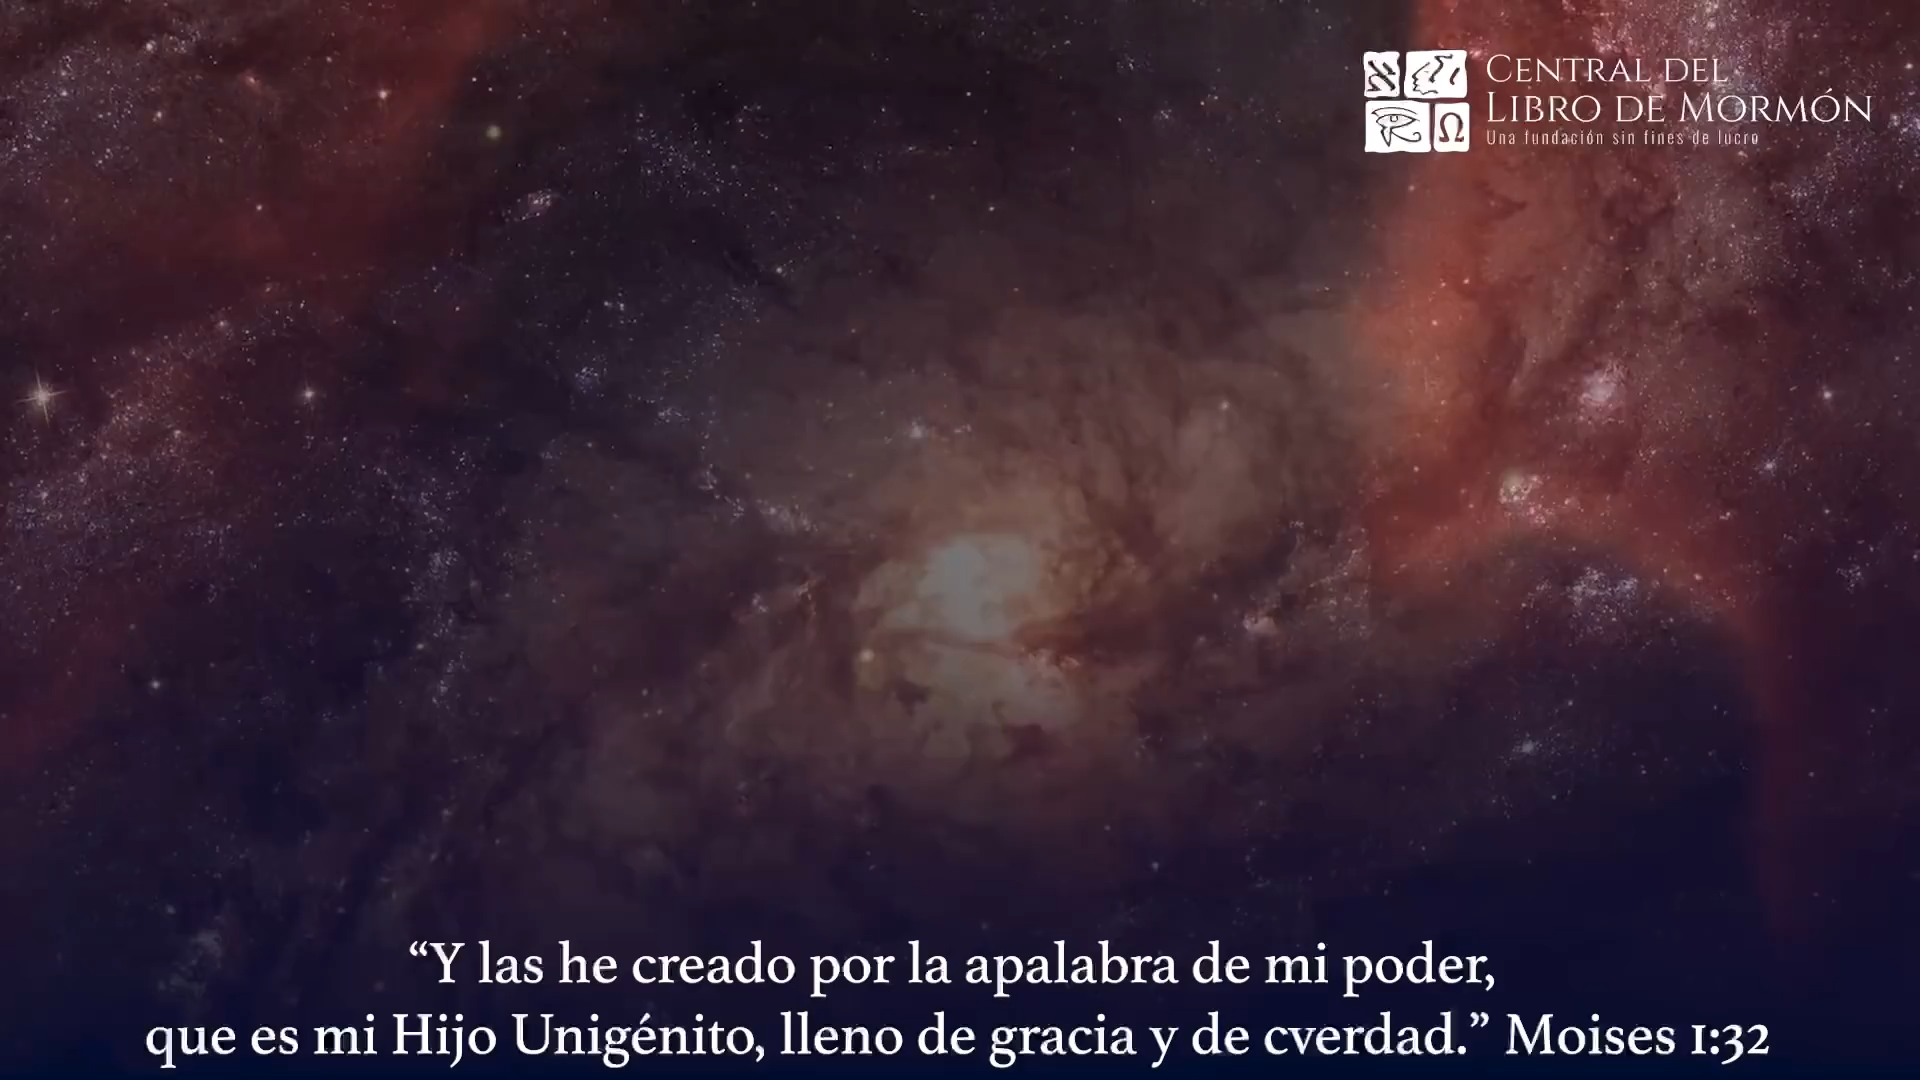 CENTRAL DEL
LIBRO DE MORMÓN
Una fundación sin fines de lucro
“Y las he creado por la apalabra de mi poder,
que es mi Hijo Unigénito, lleno de gracia y de cverdad.” Moises 1:32